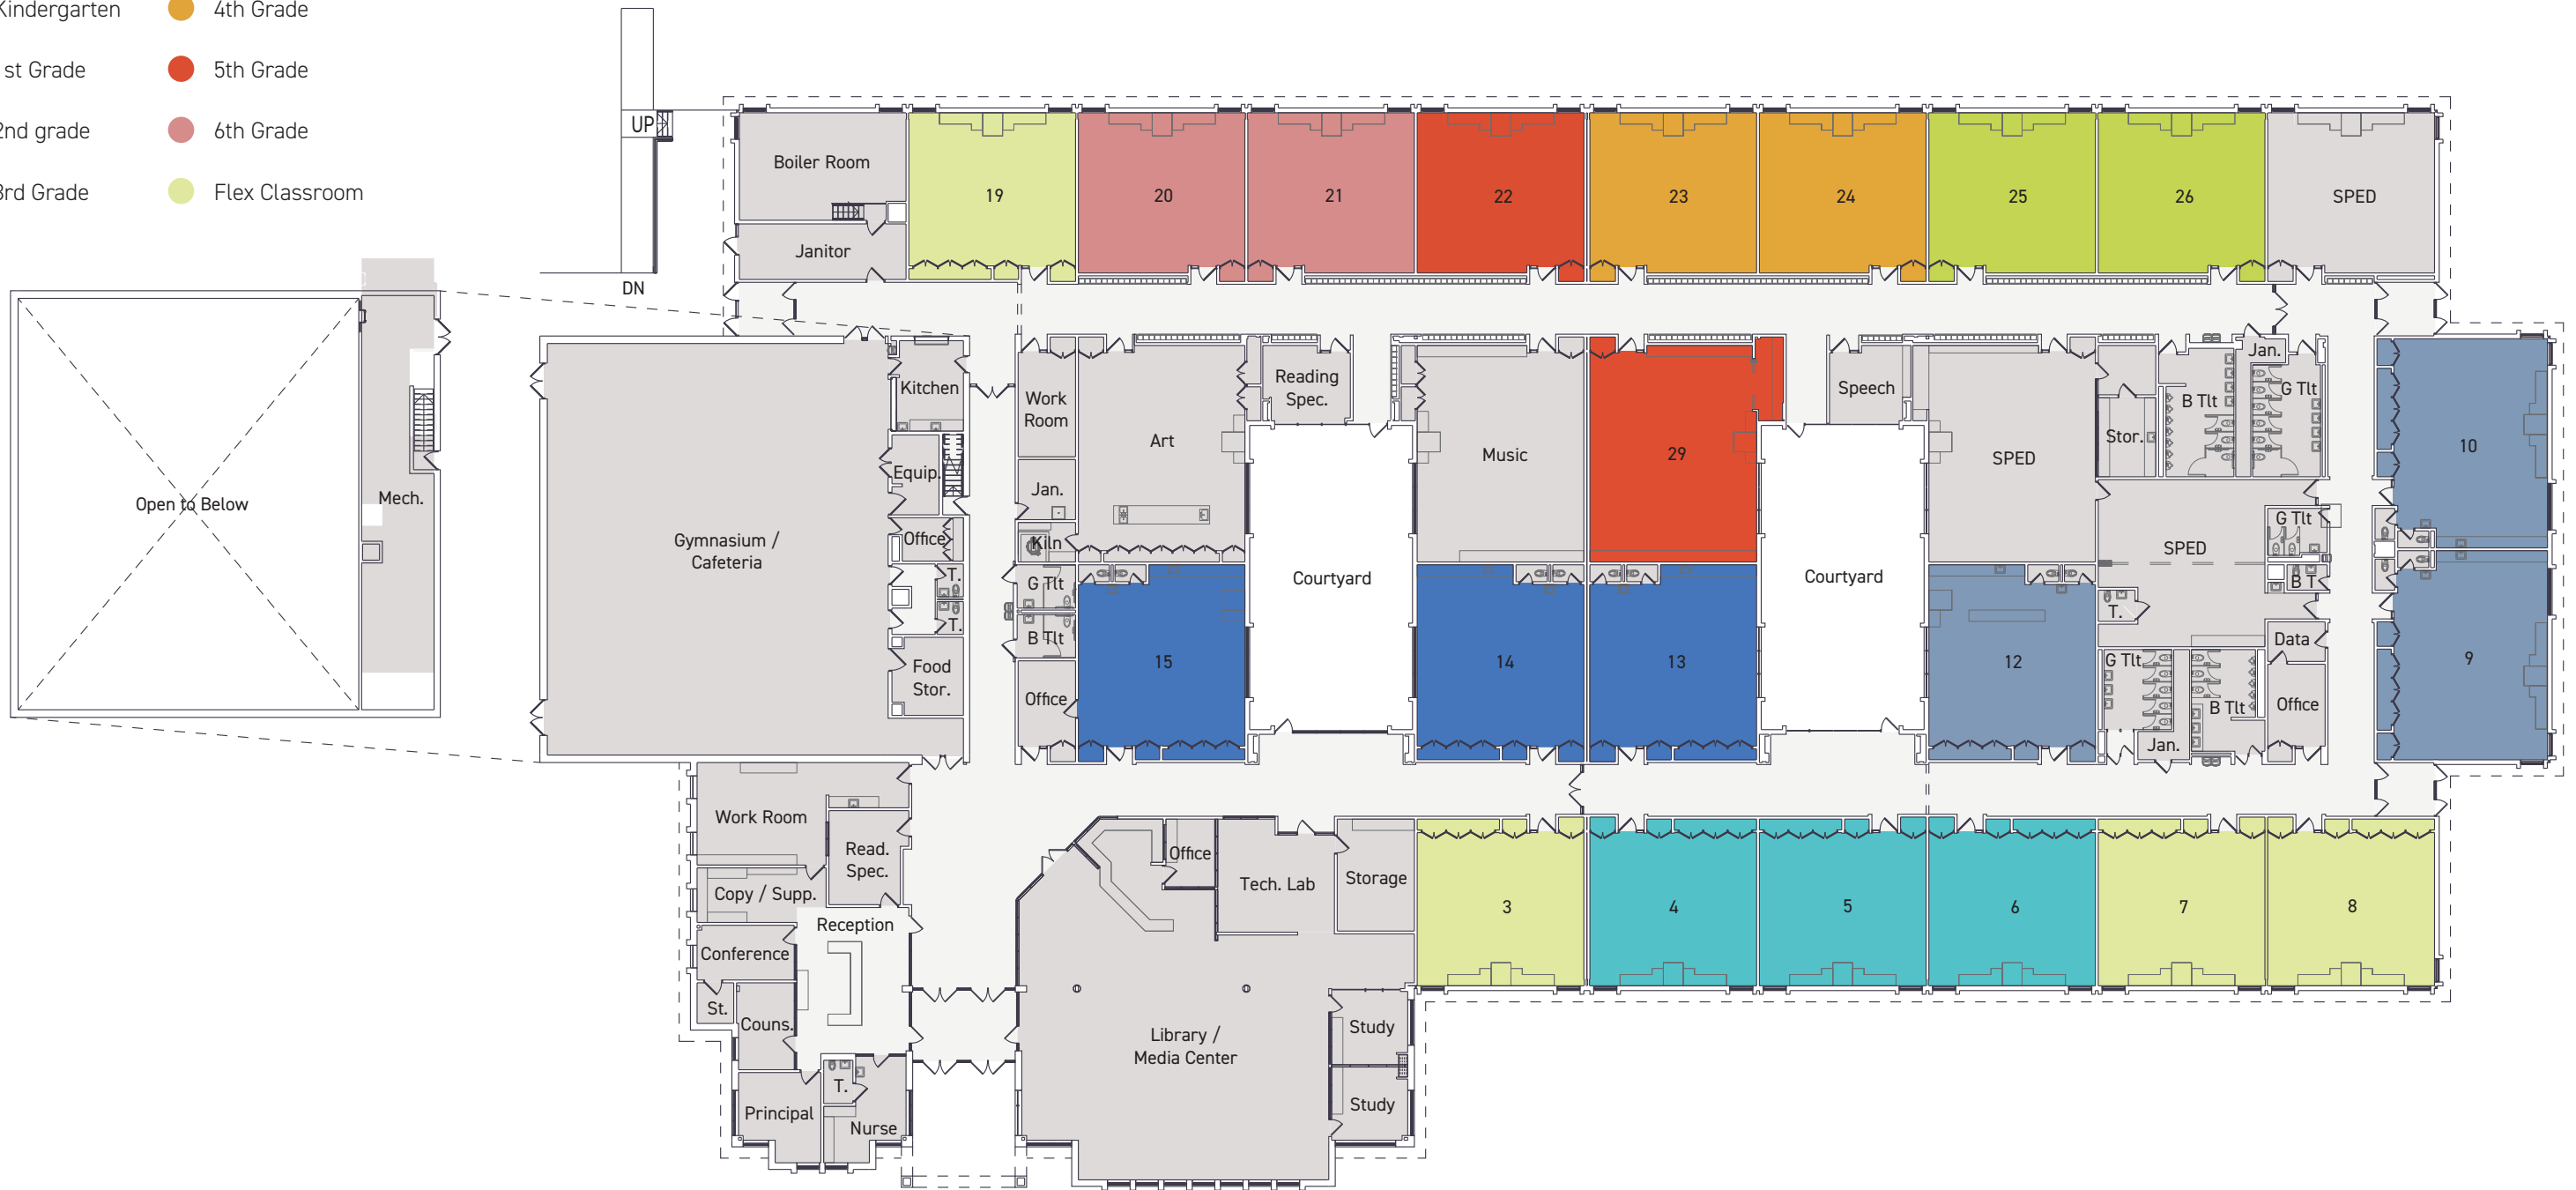 Kindergarten
4th Grade
st Grade
5th Grade
2nd grade
6th Grade
3rd Grade
Flex Classroom
UP
DN
Boiler Room
Janitor
19
20
21
22
23
24
25
26
SPED
Open to Below
Mech.
Gymnasium /
Cafeteria
Kitchen
Equip.
Office
T.
T.
Food
Stor.
Work
Room
Jan.
Kiln
G Tlt
B Tlt
Office
Art
Reading
Spec.
Courtyard
Music
29
Speech
Courtyard
SPED
Stor.
B Tlt
Jan.
G Tlt
SPED
G Tlt
B T
T.
Data
Office
G Tlt
B Tlt
Jan.
10
9
15
14
13
12
Work Room
Read.
Spec.
Copy / Supp.
Reception
Conference
St.
Couns.
Principal
T.
Nurse
Office
Tech. Lab
Storage
Library /
Media Center
Study
Study
3
4
5
6
7
8